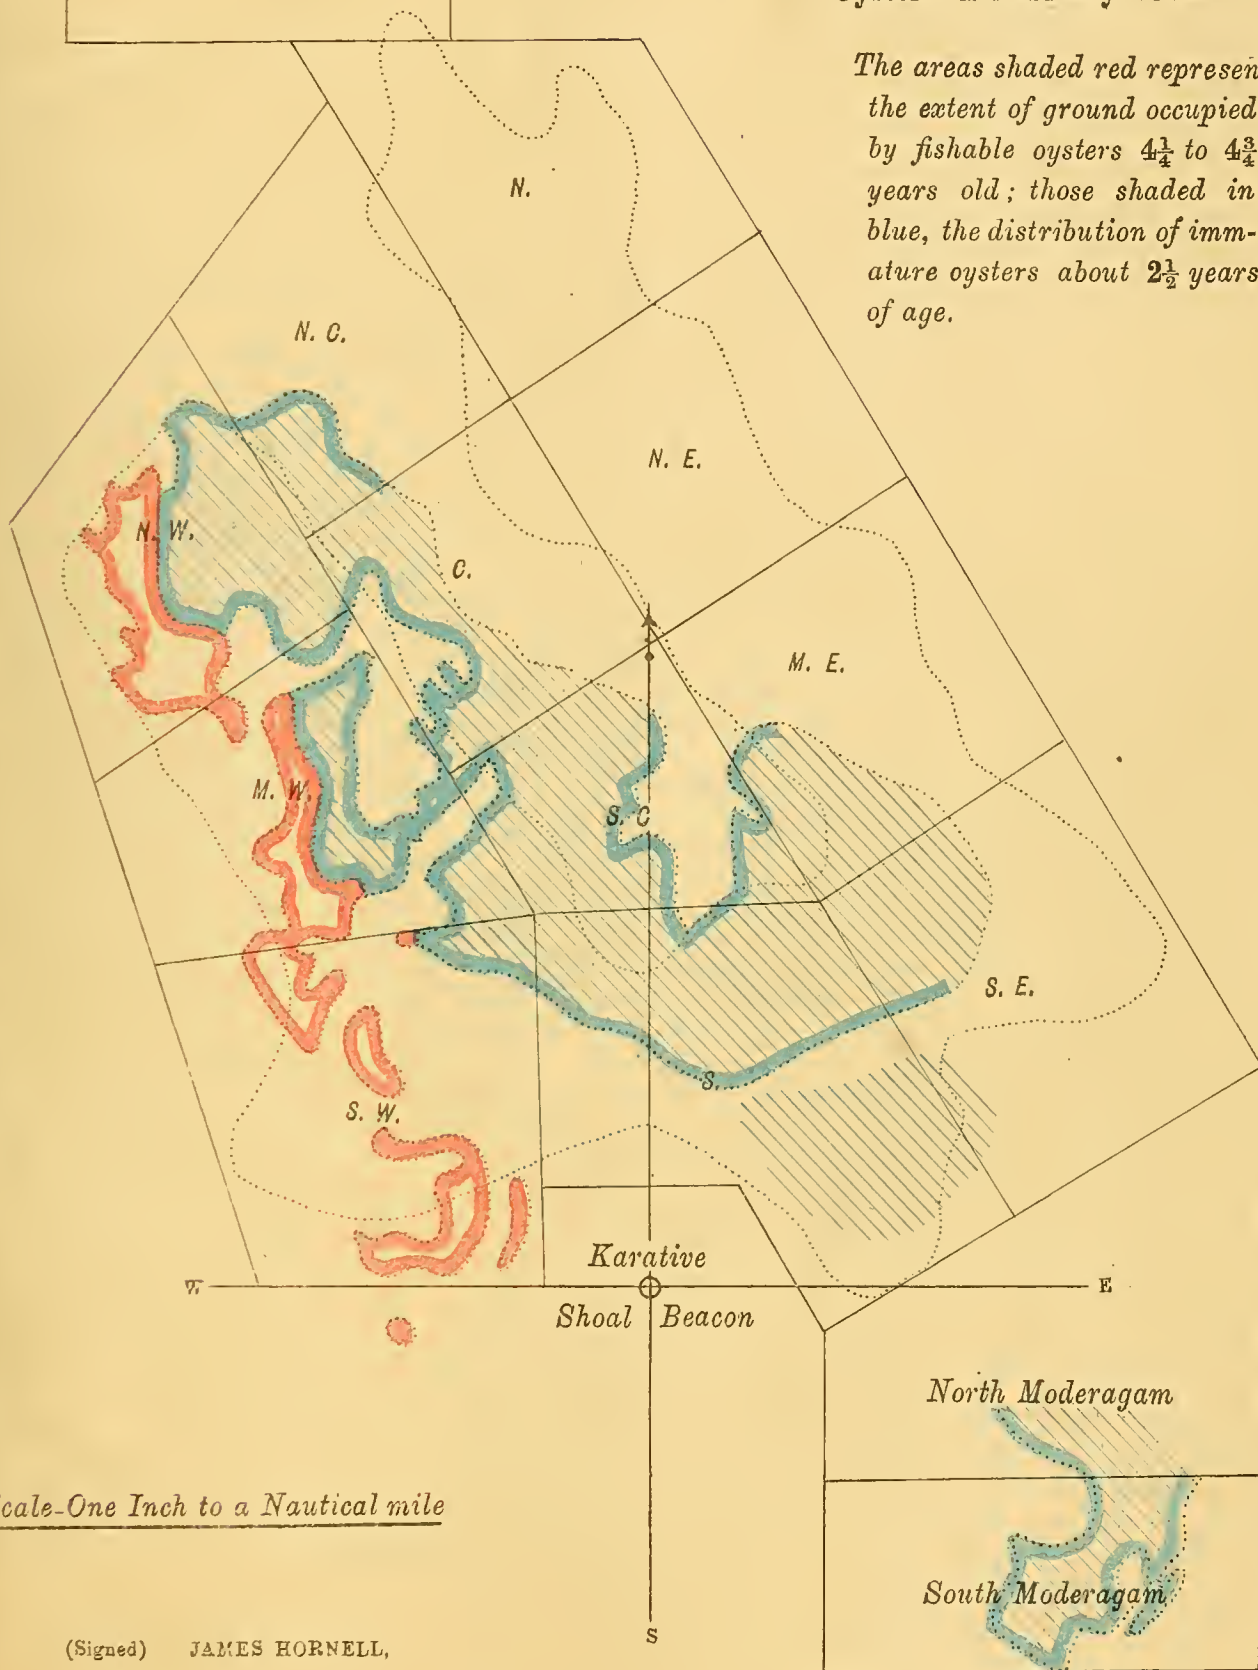 The areas shaded red represen
the extent of ground occupied
by fishable oysters 4¼ to 4¾
years old; those shaded in
blue, the distribution of imm-
ature oysters about 2½ years
of age.
N.
N. C.
N. E.
N. W.
C.
M. E.
M. W.
S. C
S. E.
S.
S. W.
Karative
W. E
Shoal Beacon
North Moderagam
cale-One Inch to a Nautical mile
South Moderagam
S
(Signed) JAMES HORNELL,